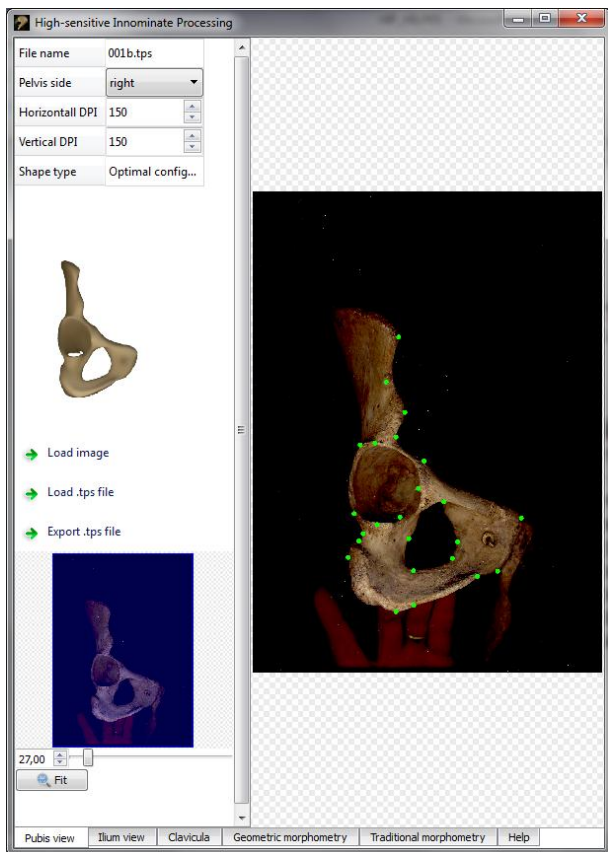 High-sensitive Innominate Processing
File name 001b.tps
Pelvis side right
Horizontall DPI 150
Vertical DPI 150
Shape type Optimal config...
Load image
Load .tps file
Export .tps file
27,00
Fit
Pubis view Ilium view Clavicula Geometric morphometry Traditional morphometry Help